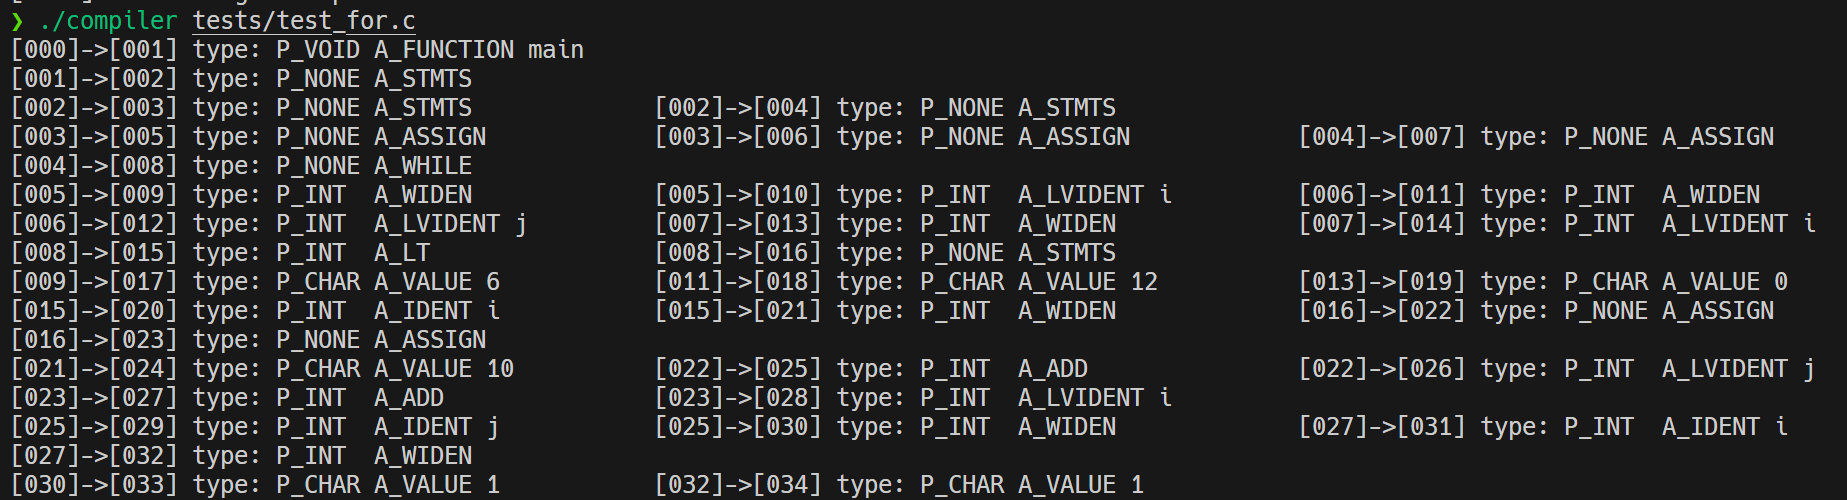 ❯ ./compiler tests/test_for.c
[000]->[001] type: P_VOID A_FUNCTION main
[001]->[002] type: P_NONE A_STMTS
[002]->[003] type: P_NONE A_STMTS [002]->[004] type: P_NONE A_STMTS
[003]->[005] type: P_NONE A_ASSIGN [003]->[006] type: P_NONE A_ASSIGN [004]->[007] type: P_NONE A_ASSIGN
[004]->[008] type: P_NONE A_WHILE
[005]->[009] type: P_INT A_WIDEN [005]->[010] type: P_INT A_LVIDENT i [006]->[011] type: P_INT A_WIDEN
[006]->[012] type: P_INT A_LVIDENT j [007]->[013] type: P_INT A_WIDEN [007]->[014] type: P_INT A_LVIDENT i
[008]->[015] type: P_INT A_LT [008]->[016] type: P_NONE A_STMTS
[009]->[017] type: P_CHAR A_VALUE 6 [011]->[018] type: P_CHAR A_VALUE 12 [013]->[019] type: P_CHAR A_VALUE 0
[015]->[020] type: P_INT A_IDENT i [015]->[021] type: P_INT A_WIDEN [016]->[022] type: P_NONE A_ASSIGN
[016]->[023] type: P_NONE A_ASSIGN
[021]->[024] type: P_CHAR A_VALUE 10 [022]->[025] type: P_INT A_ADD [022]->[026] type: P_INT A_LVIDENT j
[023]->[027] type: P_INT A_ADD [023]->[028] type: P_INT A_LVIDENT i
[025]->[029] type: P_INT A_IDENT j [025]->[030] type: P_INT A_WIDEN [027]->[031] type: P_INT A_IDENT i
[027]->[032] type: P_INT A_WIDEN
[030]->[033] type: P_CHAR A_VALUE 1 [032]->[034] type: P_CHAR A_VALUE 1